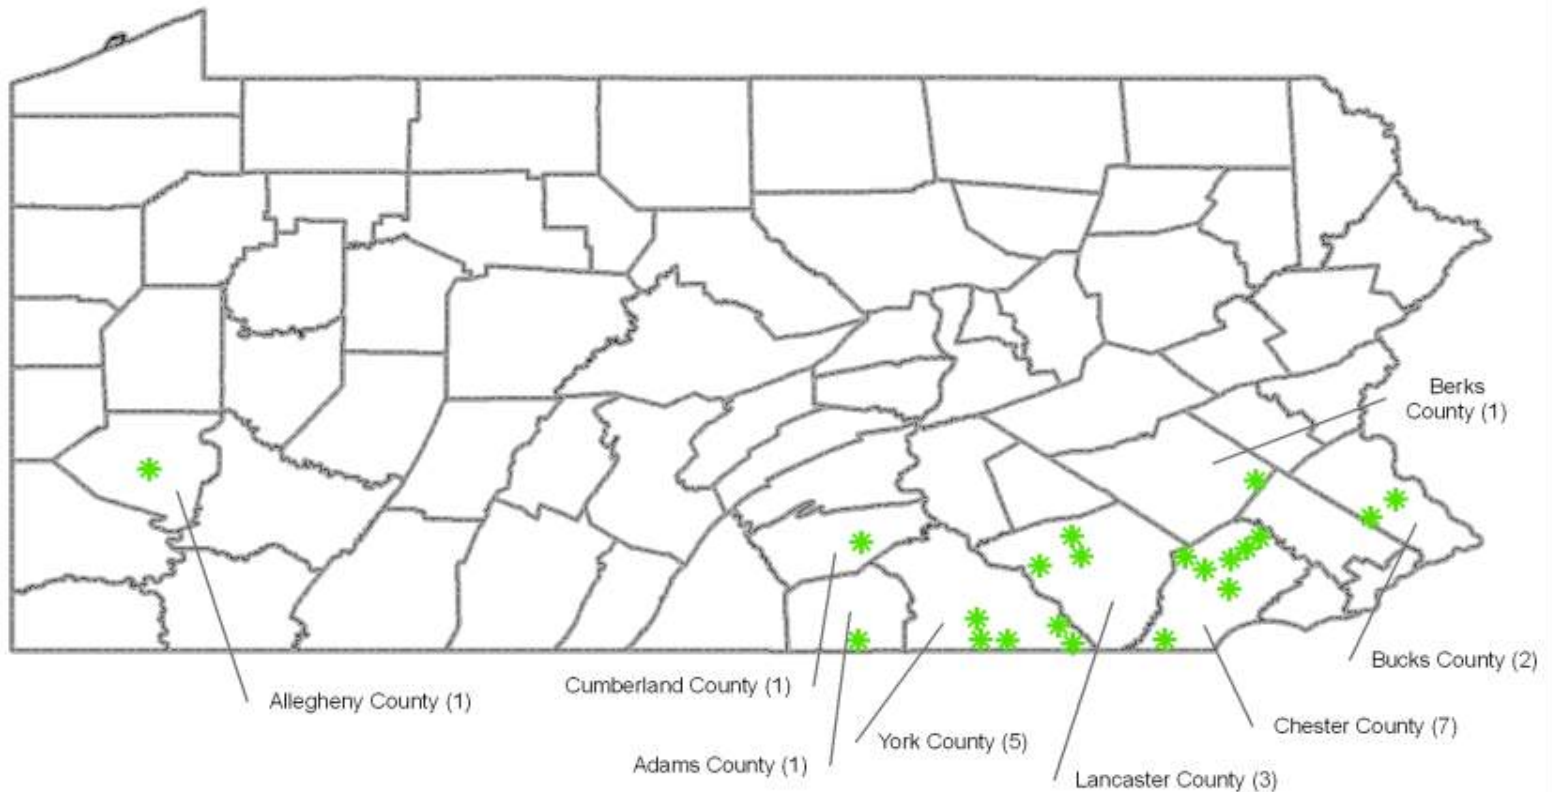 Berks
County (1)
Bucks County (2)
Cumberland County (1)
Allegheny County (1)
Chester County (7)
York County (5)
Adams County (1)
Lancaster County (3)